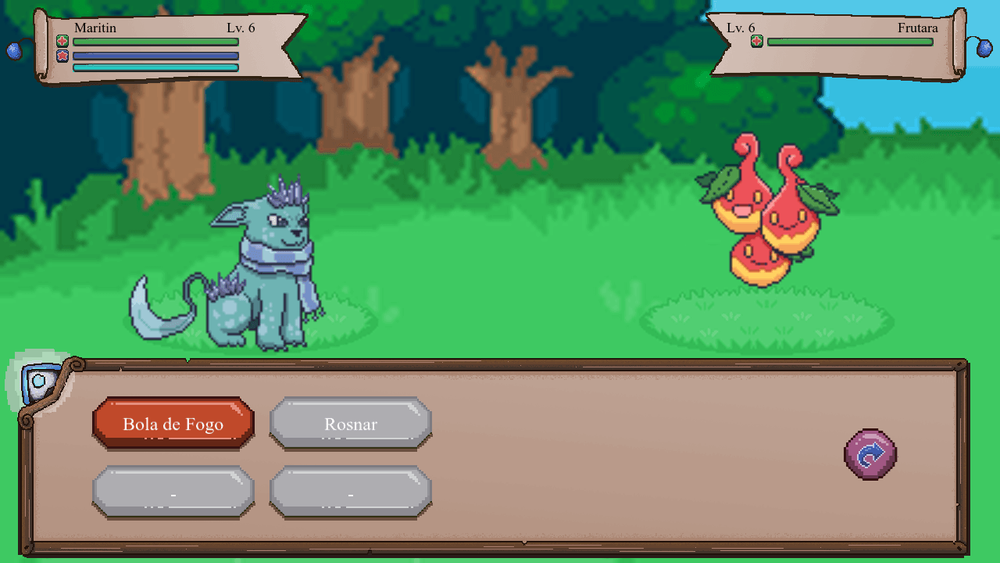 Maritin
Lv. 6
Lv. 6
Frutara
Bola de Fogo
Rosnar
-
-